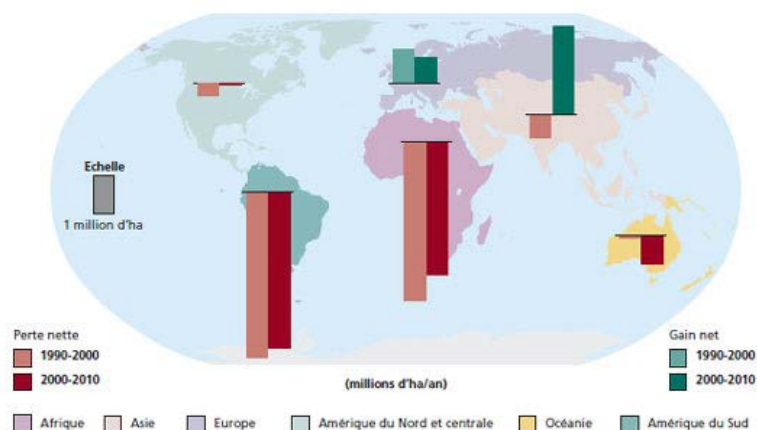 Echelle
1 million d'ha
Perte nette
1990-2000
2000-2010
(millions d'ha/an)
Gain net
1990-2000
2000-2010
Afrique Asie Europe Amérique du Nord et centrale Océanie Amérique du Sud